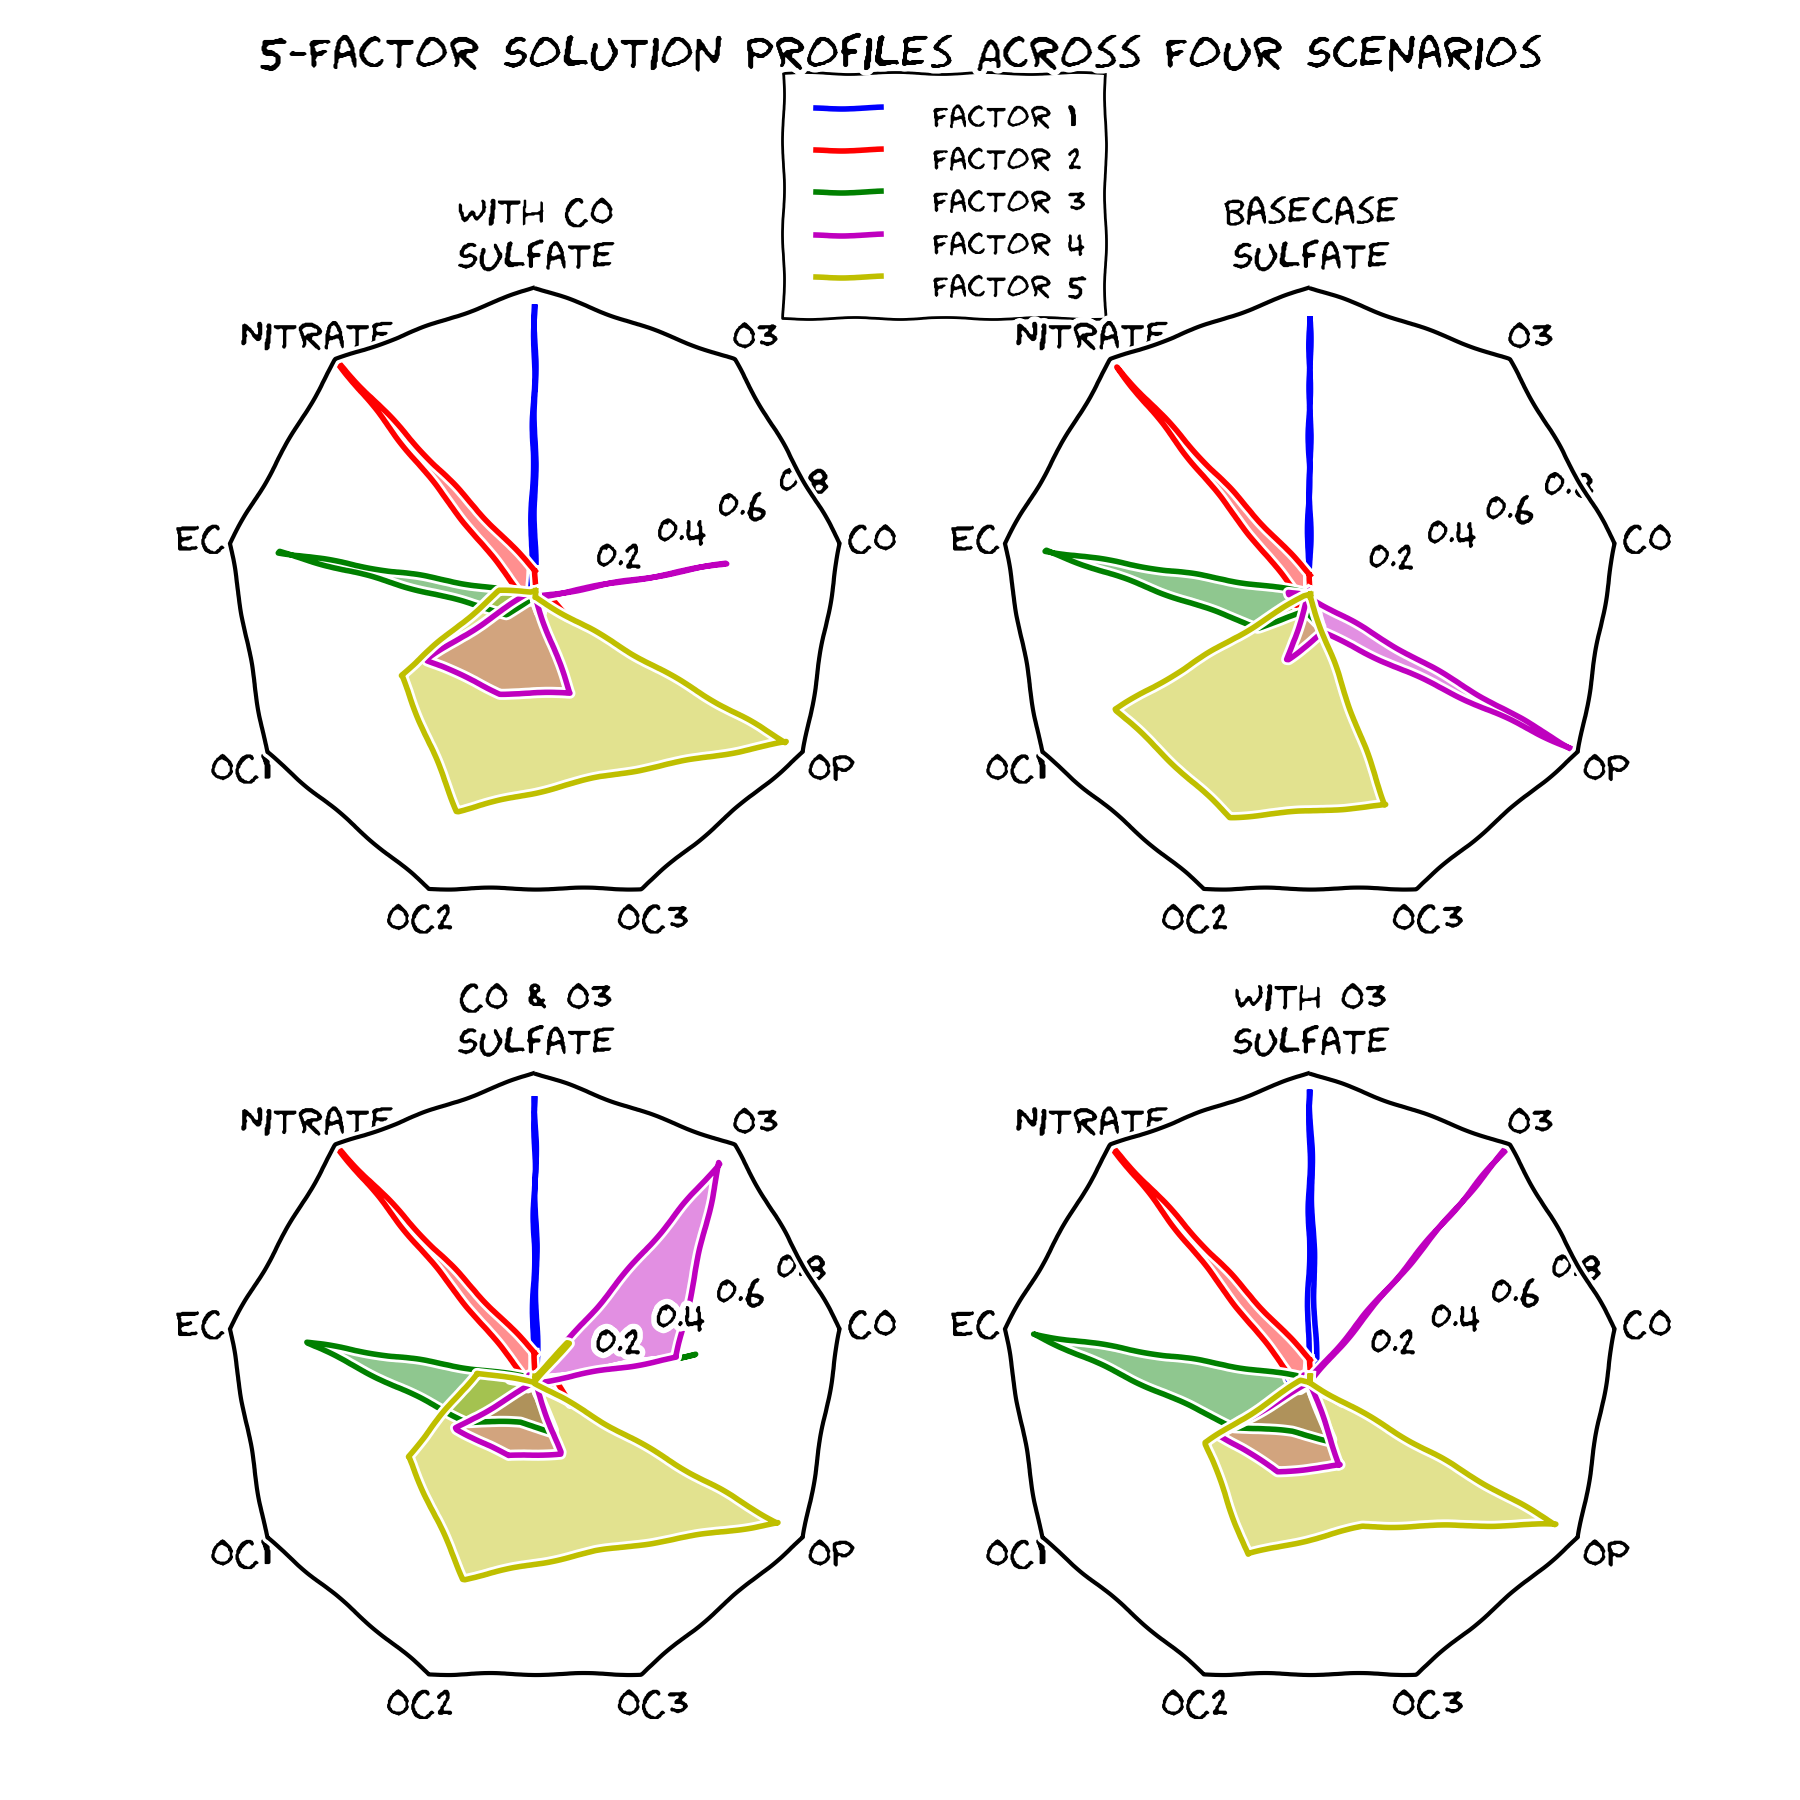 5-FACTOR SOLUTION PROFILES ACROSS FOUR SCENARIOS
FACTOR 1
FACTOR 2
FACTOR 3
FACTOR 4
FACTOR 5
WITH CO
SULFATE
NITRATE
O3
EC
CO
0.2
0.4
0.6
0.8
OC1
OP
OC2
OC3
BASECASE
SULFATE
NITRATE
O3
EC
CO
0.2
0.4
0.6
0.8
OC1
OP
OC2
OC3
CO & O3
SULFATE
NITRATE
O3
EC
CO
0.2
0.4
0.6
0.8
OC1
OP
OC2
OC3
WITH O3
SULFATE
NITRATE
O3
EC
CO
0.2
0.4
0.6
0.8
OC1
OP
OC2
OC3